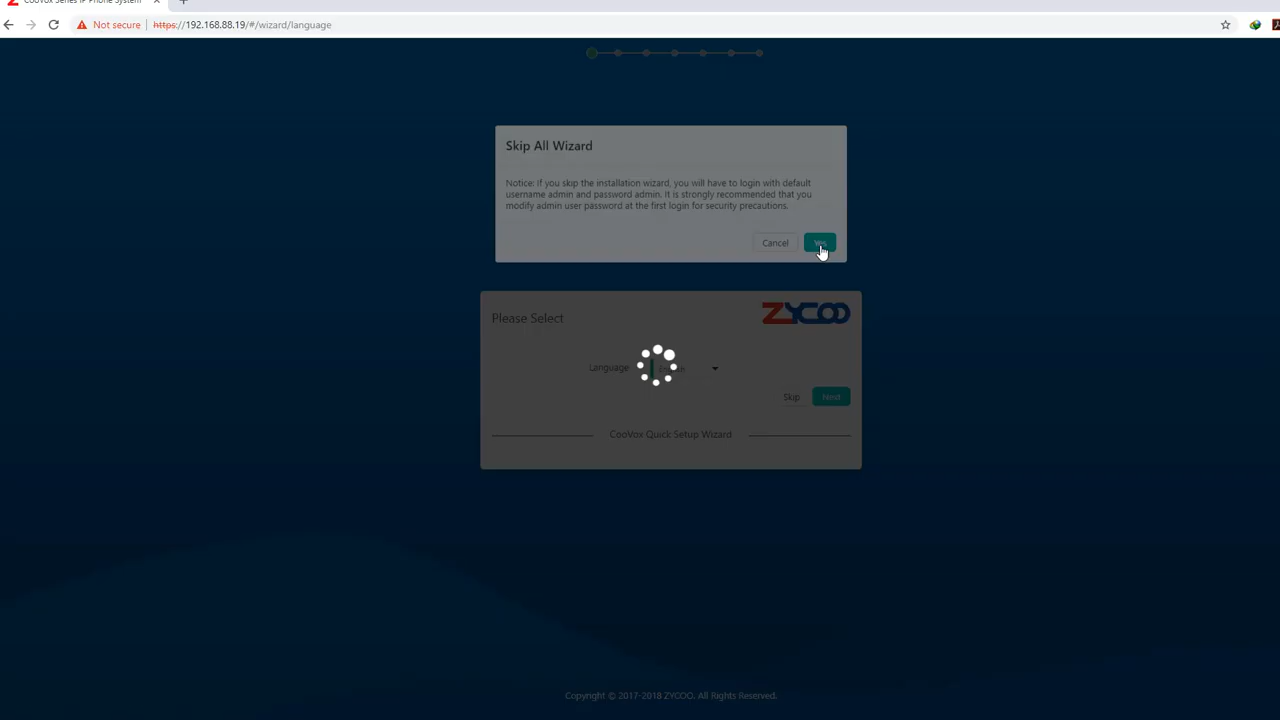 CooVox Series IP Phone System
Not secure | https://192.168.88.19/#/wizard/language
Skip All Wizard
Notice: If you skip the installation wizard, you will have to login with default
username admin and password admin. It is strongly recommended that you
modify admin user password at the first login for security precautions.
Cancel Yes
Please Select ZYCOO
Language
Skip Next
CooVox Quick Setup Wizard
Copyright © 2017-2018 ZYCOO. All Rights Reserved.